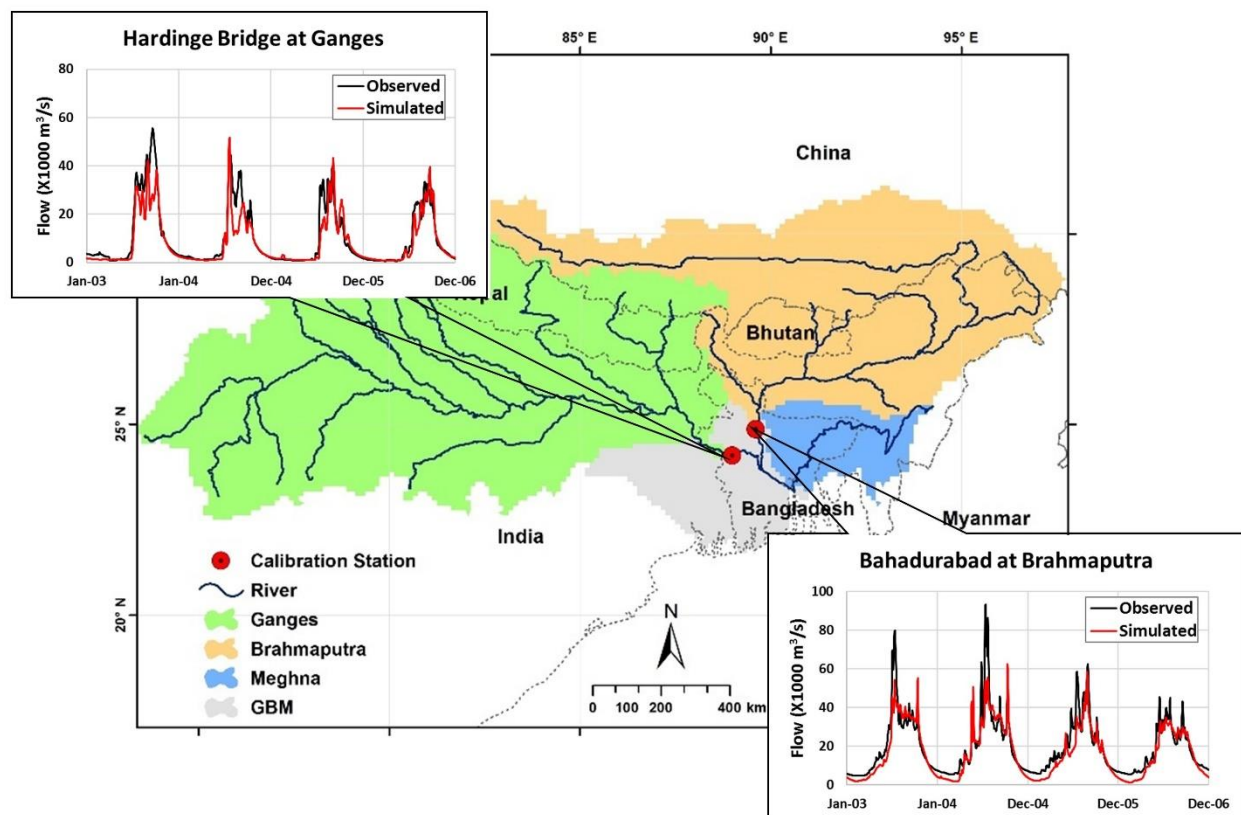 Hardinge Bridge at Ganges
80
60
40
20
0
Flow (X1000 m³/s)
Observed
Simulated
Jan-03
Jan-04
Dec-04
Dec-05
Dec-06
85° E
90° E
95° E
China
Nepal
Bhutan
25° N
Bangladesh
Myanmar
India
20° N
Calibration Station
River
Ganges
Brahmaputra
Meghna
GBM
N
0 100 200 400
km
Bahadurabad at Brahmaputra
100
80
60
40
20
0
Flow (X1000 m³/s)
Observed
Simulated
Jan-03
Jan-04
Dec-04
Dec-05
Dec-06